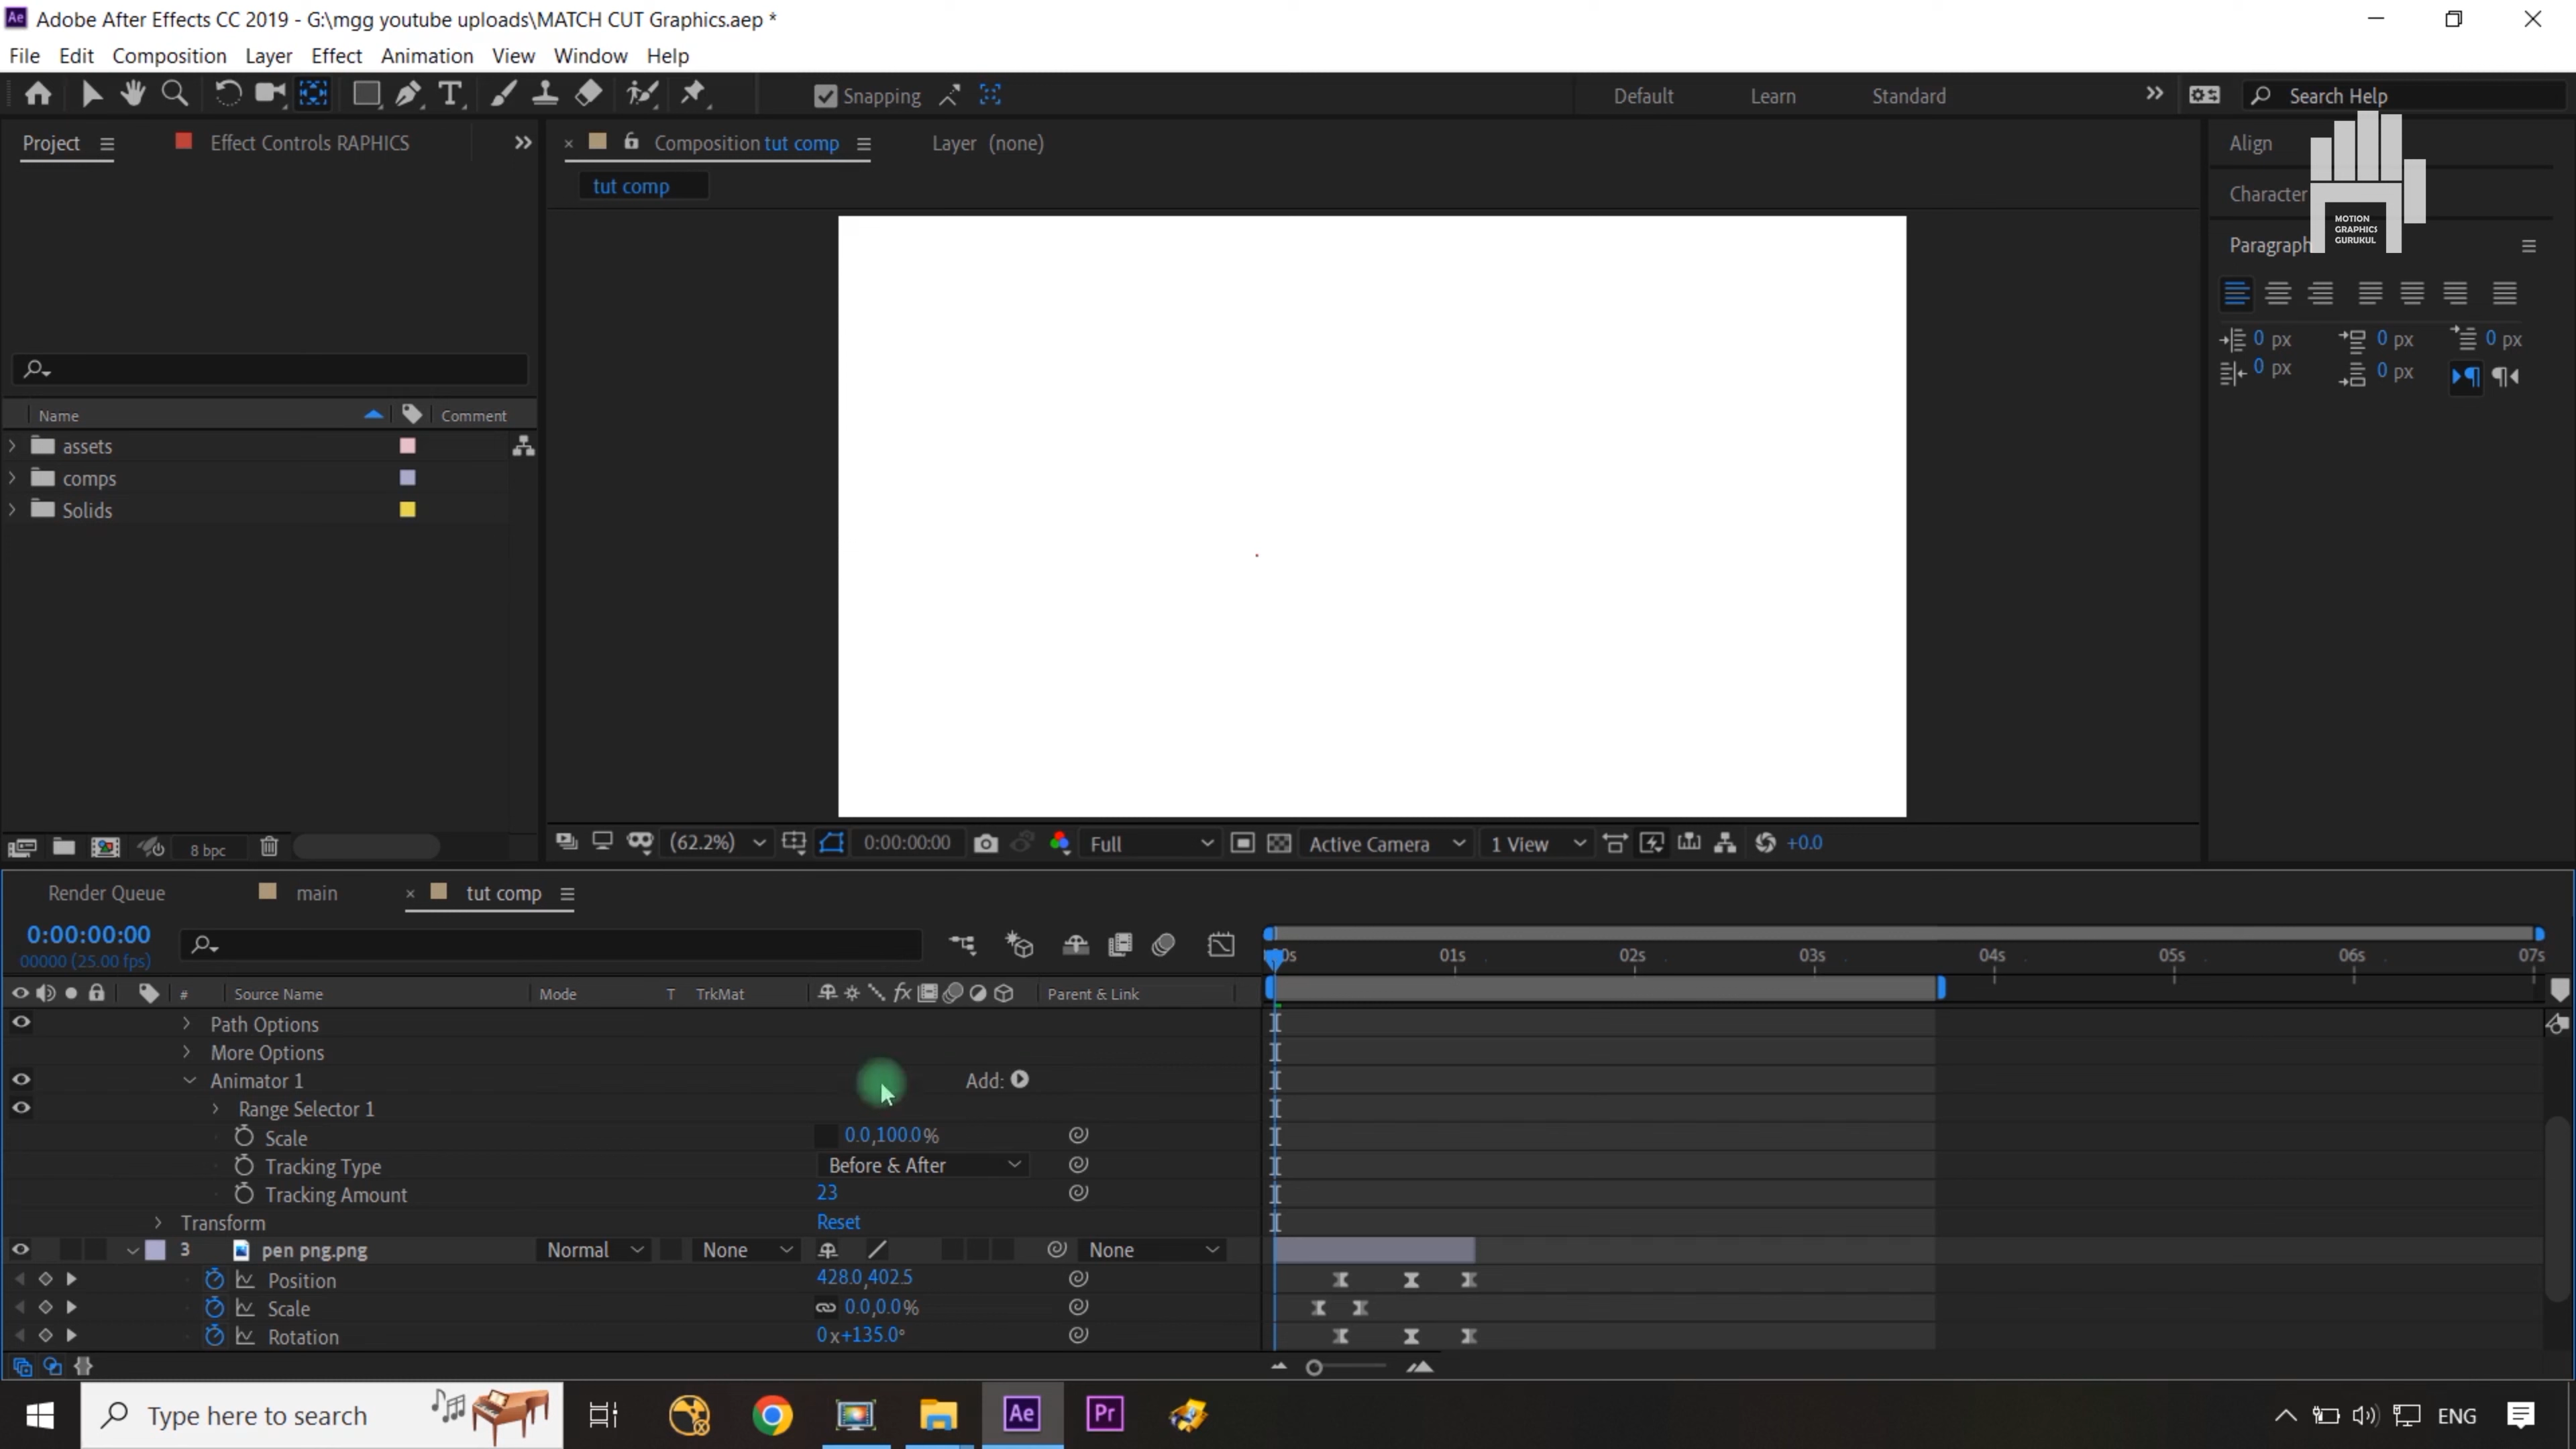 Adobe After Effects CC 2019 - G:\mgg youtube uploads\MATCH CUT Graphics.aep *
File Edit Composition Layer Effect Animation View Window Help
Snapping Default Learn Standard Search Help
Project Effect Controls RAPHICS Composition tut comp Layer (none) Align
tut comp
Character
MOTION
GRAPHICS
GURUKUL
Paragraph
0 px 0 px 0 px
0 px 0 px
Name Comment
assets
comps
Solids
8 bpc (62.2%) 0:00:00:00 Full Active Camera 1 View +0.0
Render Queue main tut comp
0:00:00:00
00000 (25.00 fps)
01s 02s 03s 04s 05s 06s 07s
# Source Name Mode T TrkMat fx Parent & Link
Path Options
More Options
Animator 1 Add:
Range Selector 1
Scale 0.0,100.0%
Tracking Type Before & After
Tracking Amount 23
Transform Reset
3 pen png.png Normal None None
Position 428.0,402.5
Scale 0.0,0.0%
Rotation 0x+135.0°
Type here to search Ae Pr ENG